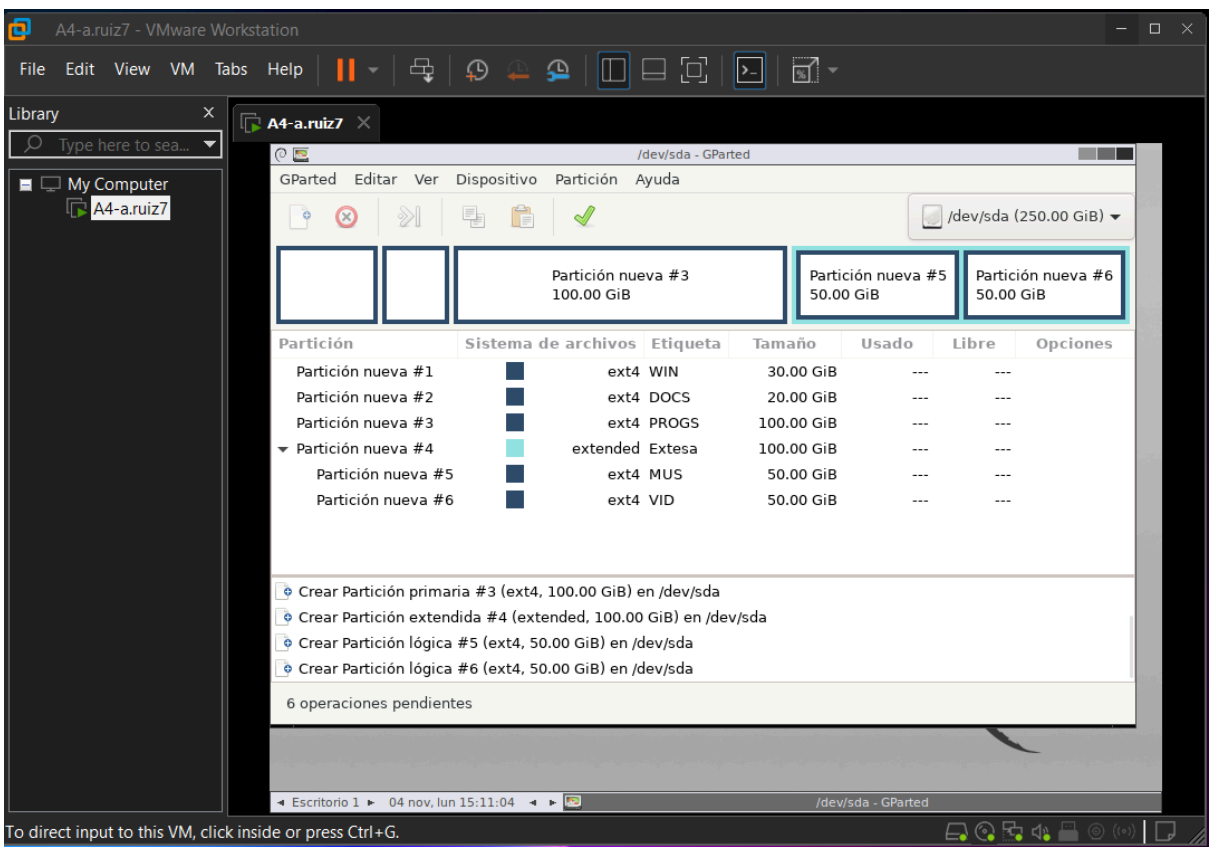 A4-a.ruiz7 - VMware Workstation
File Edit View VM Tabs Help
Library X
A4-a.ruiz7
Type here to sea...
My Computer
A4-a.ruiz7
/dev/sda - GParted
GParted Editar Ver Dispositivo Partición Ayuda
/dev/sda (250.00 GiB)
Partición nueva #3
100.00 GiB
Partición nueva #5
50.00 GiB
Partición nueva #6
50.00 GiB
Partición Sistema de archivos Etiqueta Tamaño Usado Libre Opciones
Partición nueva #1 ext4 WIN 30.00 GiB --- ---
Partición nueva #2 ext4 DOCS 20.00 GiB --- ---
Partición nueva #3 ext4 PROGS 100.00 GiB --- ---
Partición nueva #4 extended Extesa 100.00 GiB --- ---
Partición nueva #5 ext4 MUS 50.00 GiB --- ---
Partición nueva #6 ext4 VID 50.00 GiB --- ---
Crear Partición primaria #3 (ext4, 100.00 GiB) en /dev/sda
Crear Partición extendida #4 (extended, 100.00 GiB) en /dev/sda
Crear Partición lógica #5 (ext4, 50.00 GiB) en /dev/sda
Crear Partición lógica #6 (ext4, 50.00 GiB) en /dev/sda
6 operaciones pendientes
Escritorio 1 04 nov, lun 15:11:04 /dev/sda - GParted
To direct input to this VM, click inside or press Ctrl+G.